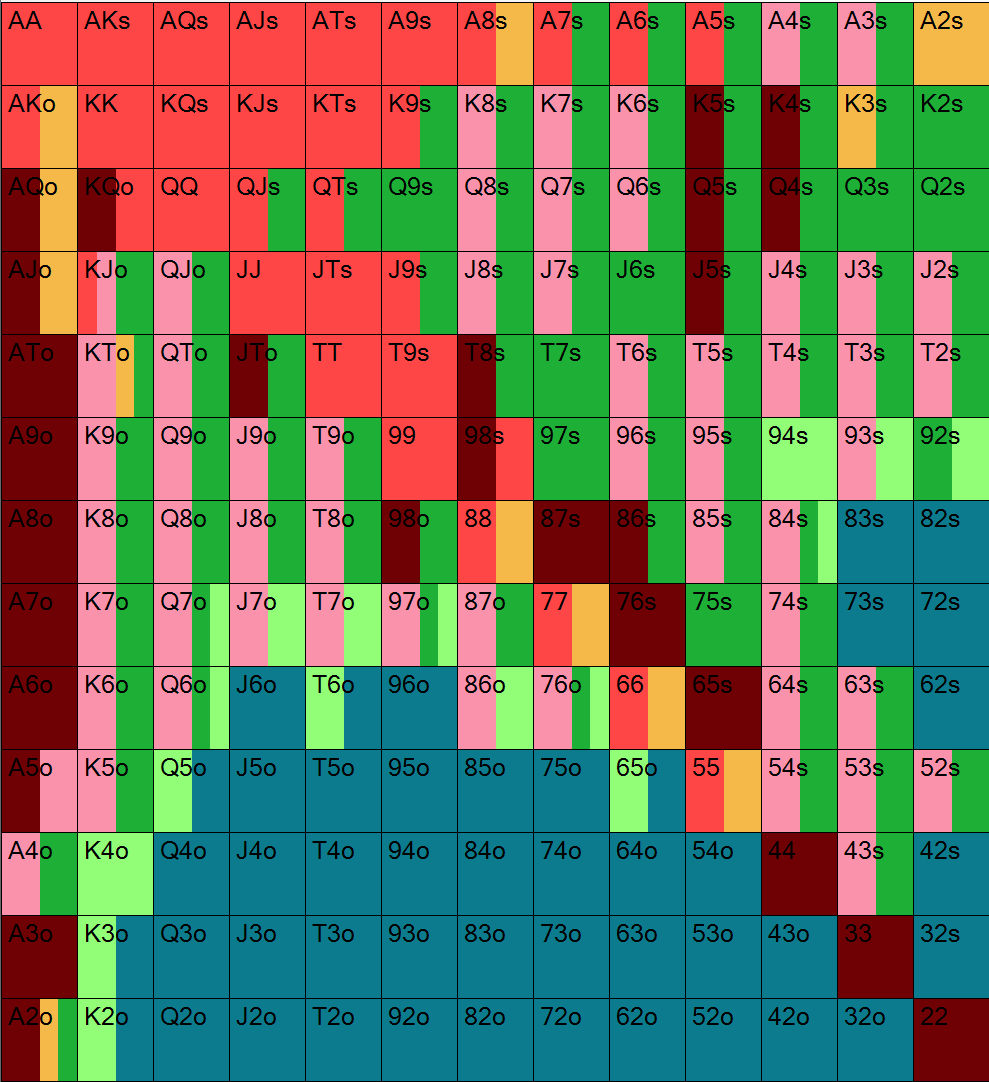 AA AKs AQs AJs ATs A9s A8s A7s A6s A5s A4s A3s A2s
AKo KK KQs KJs KTs K9s K8s K7s K6s K5s K4s K3s K2s
AQo KQo QQ QJs QTs Q9s Q8s Q7s Q6s Q5s Q4s Q3s Q2s
AJo KJo QJo JJ JTs J9s J8s J7s J6s J5s J4s J3s J2s
ATo KTo QTo JTo TT T9s T8s T7s T6s T5s T4s T3s T2s
A9o K9o Q9o J9o T9o 99 98s 97s 96s 95s 94s 93s 92s
A8o K8o Q8o J8o T8o 98o 88 87s 86s 85s 84s 83s 82s
A7o K7o Q7o J7o T7o 97o 87o 77 76s 75s 74s 73s 72s
A6o K6o Q6o J6o T6o 96o 86o 76o 66 65s 64s 63s 62s
A5o K5o Q5o J5o T5o 95o 85o 75o 65o 55 54s 53s 52s
A4o K4o Q4o J4o T4o 94o 84o 74o 64o 54o 44 43s 42s
A3o K3o Q3o J3o T3o 93o 83o 73o 63o 53o 43o 33 32s
A2o K2o Q2o J2o T2o 92o 82o 72o 62o 52o 42o 32o 22